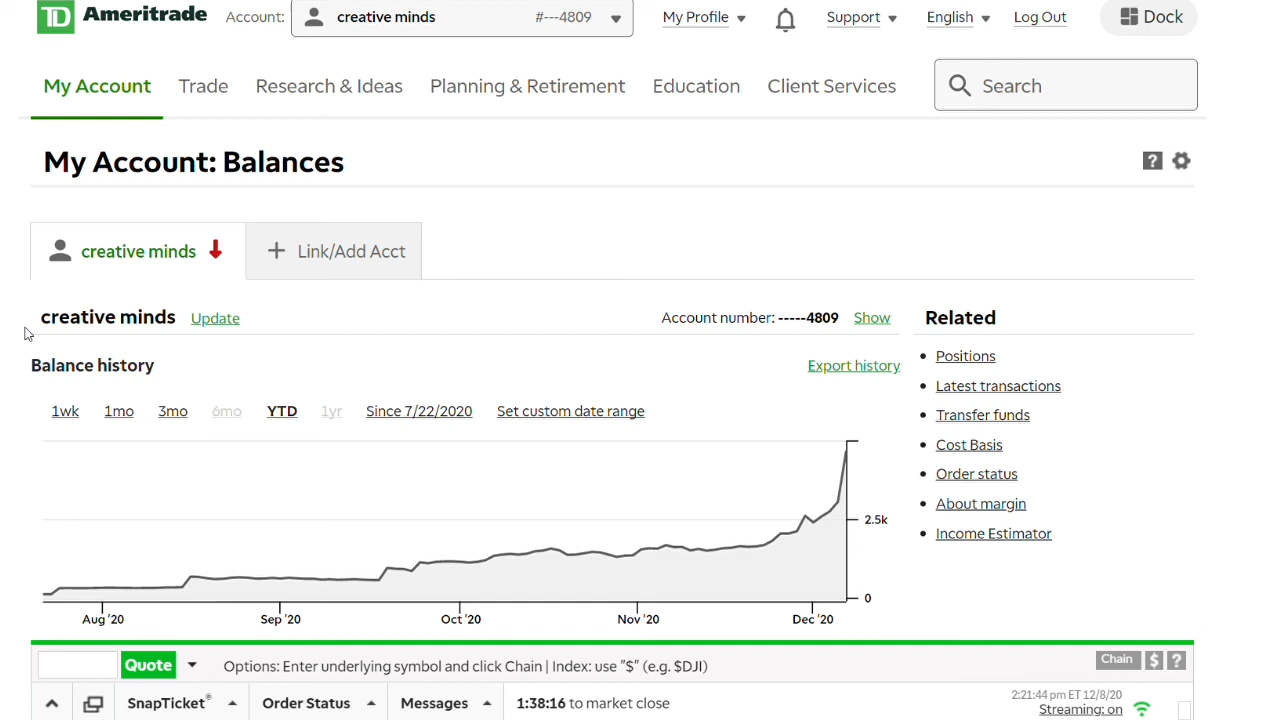 TD Ameritrade Account: creative minds #---4809 My Profile Support English Log Out Dock
My Account Trade Research & Ideas Planning & Retirement Education Client Services Search
My Account: Balances ?
creative minds + Link/Add Acct
creative minds Update Account number: -----4809 Show Related
Balance history Export history
Positions
Latest transactions
Transfer funds
Cost Basis
Order status
About margin
Income Estimator
1wk 1mo 3mo 6mo YTD 1yr Since 7/22/2020 Set custom date range
2.5k
0
Aug '20 Sep '20 Oct '20 Nov '20 Dec '20
Quote Options: Enter underlying symbol and click Chain | Index: use "$" (e.g. $DJI) Chain $ ?
SnapTicket® Order Status Messages 1:38:16 to market close
2:21:44 pm ET 12/8/20
Streaming: on